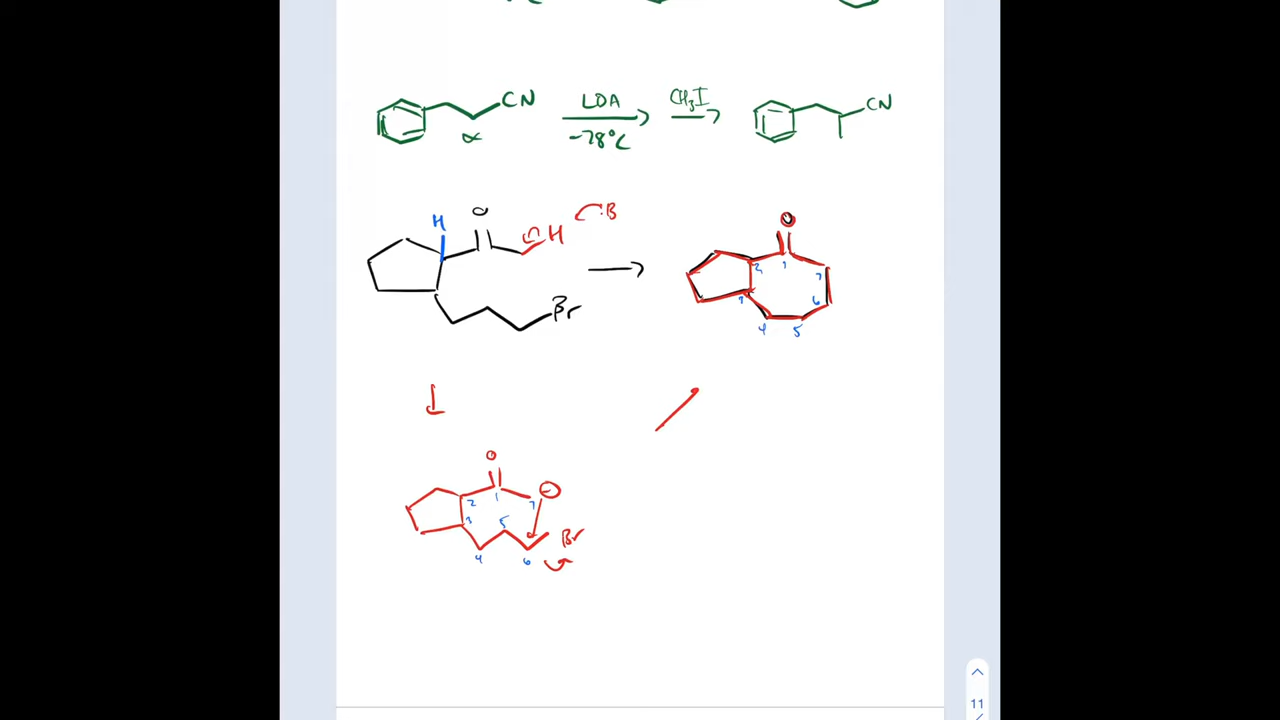 CN LDA CH3I CN
α -78°C
H O H :B O
2 1 7
Br 3 6
4 5
O
2 1 7 ⊖
3 5 Br
4 6
11